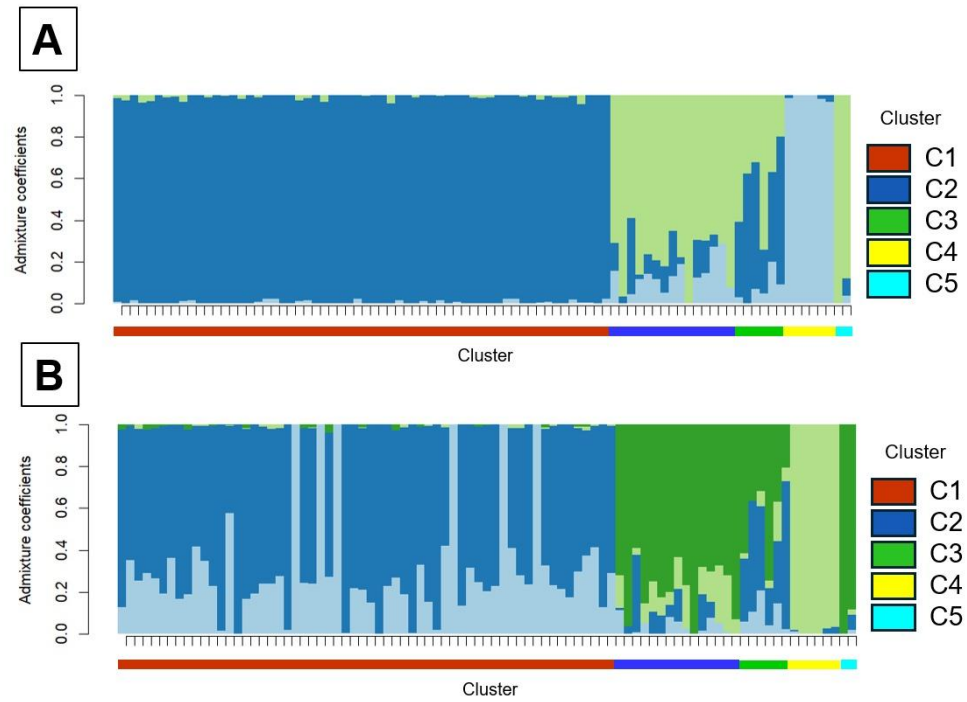 A
Admixture coefficients
1.0
0.8
0.6
0.4
0.2
0.0
Cluster
Cluster
C1
C2
C3
C4
C5
B
Admixture coefficients
1.0
0.8
0.6
0.4
0.2
0.0
Cluster
Cluster
C1
C2
C3
C4
C5